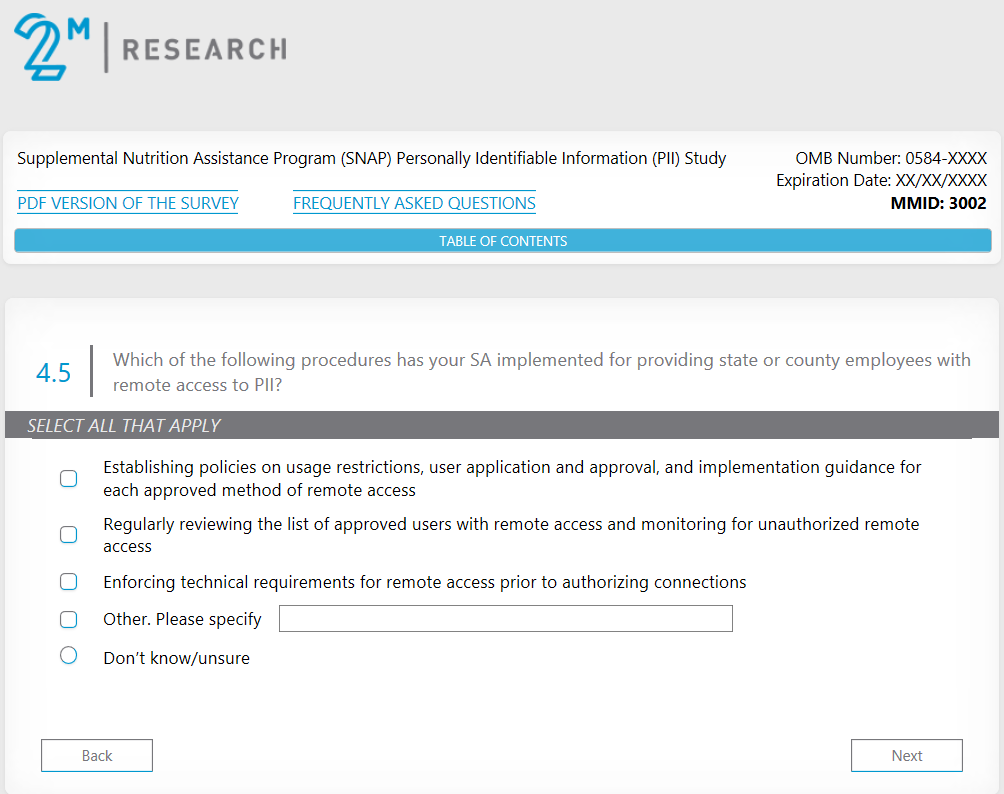 2M RESEARCH
Supplemental Nutrition Assistance Program (SNAP) Personally Identifiable Information (PII) Study
OMB Number: 0584-XXXX
Expiration Date: XX/XX/XXXX
PDF VERSION OF THE SURVEY
FREQUENTLY ASKED QUESTIONS
MMID: 3002
TABLE OF CONTENTS
4.5
Which of the following procedures has your SA implemented for providing state or county employees with
remote access to PII?
SELECT ALL THAT APPLY
Establishing policies on usage restrictions, user application and approval, and implementation guidance for
each approved method of remote access
Regularly reviewing the list of approved users with remote access and monitoring for unauthorized remote
access
Enforcing technical requirements for remote access prior to authorizing connections
Other. Please specify
Don’t know/unsure
Back
Next